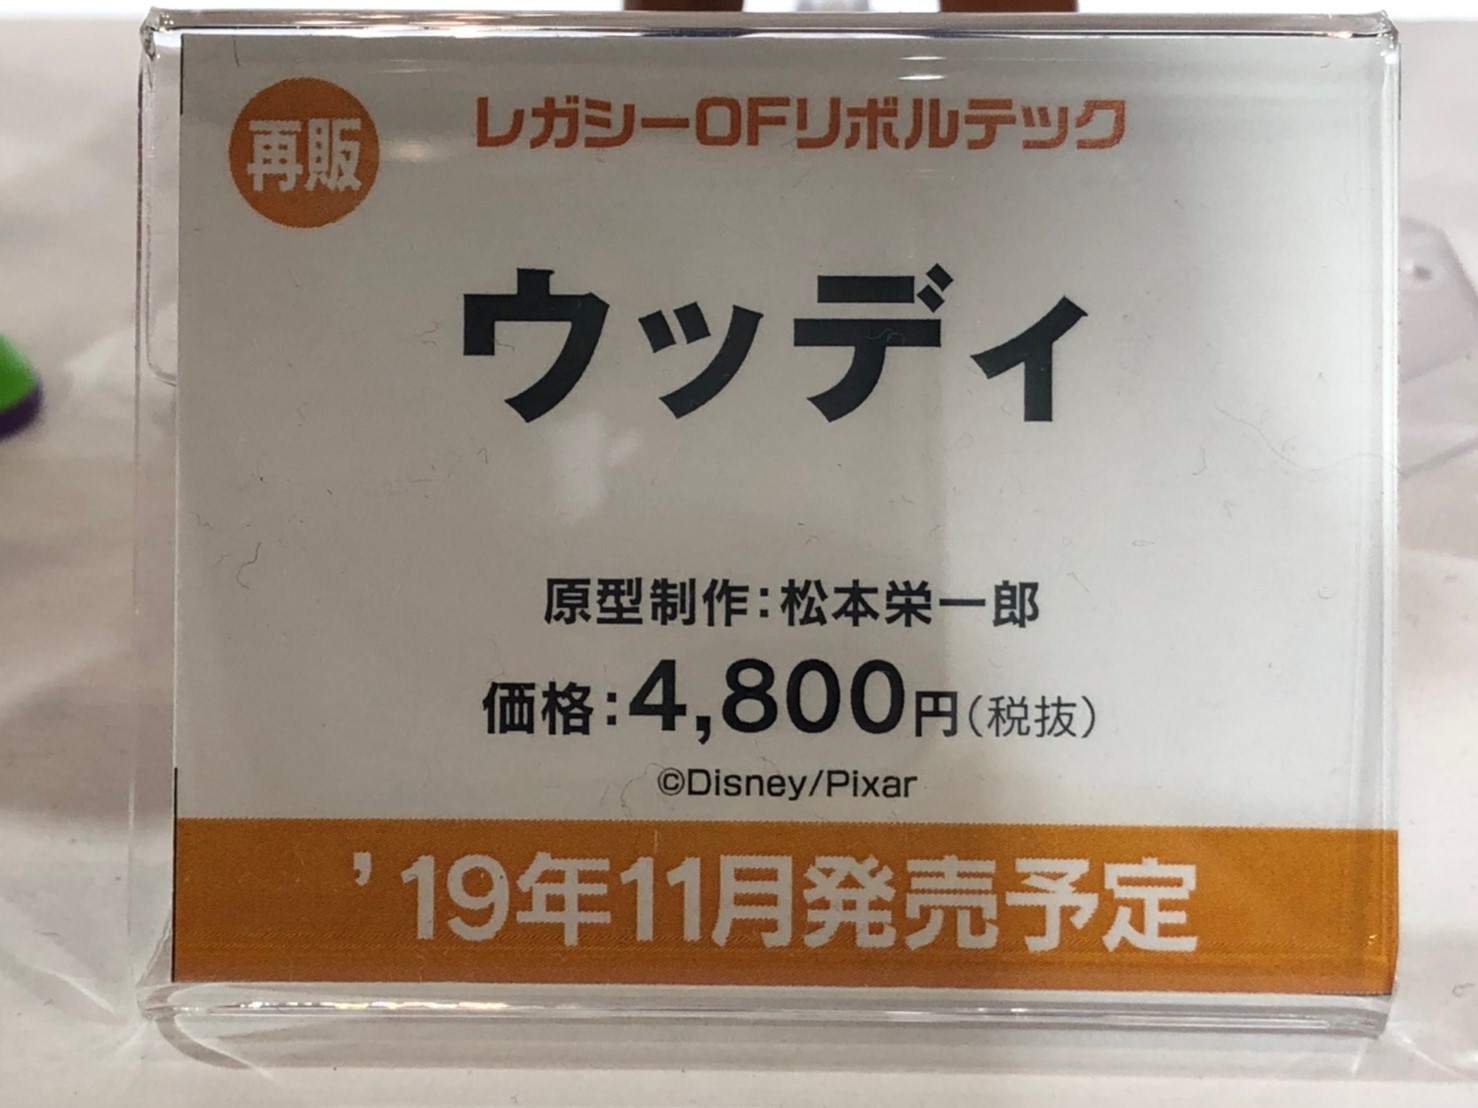 再販
レガシーOFリボルテック
ウッディ
原型制作:松本栄一郎
価格:4,800円(税抜)
©Disney/Pixar
’19年11月発売予定